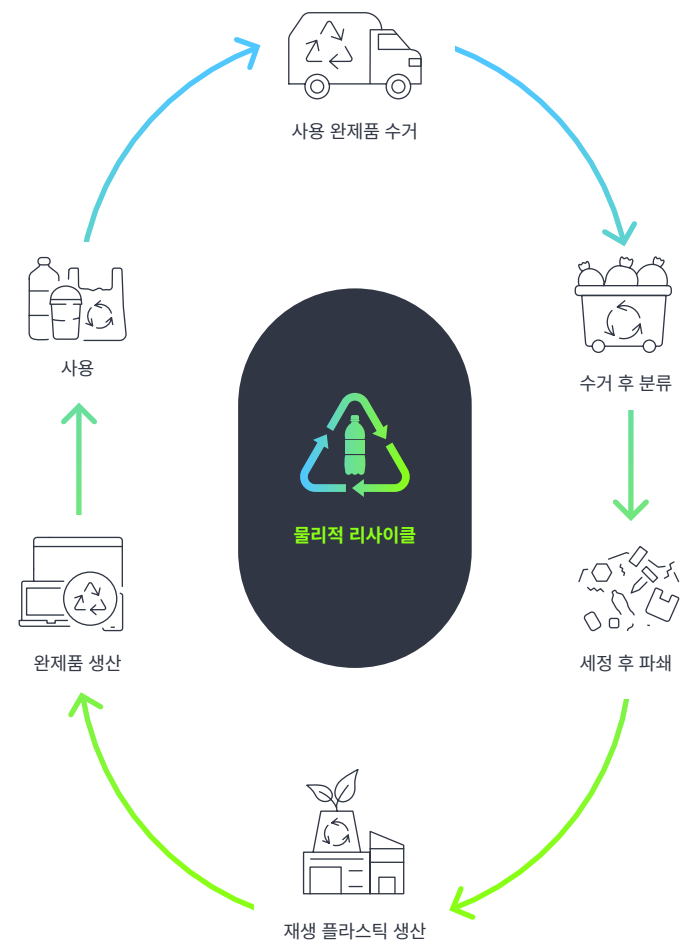 사용 완제품 수거
사용
수거 후 분류
물리적 리사이클
완제품 생산
세정 후 파쇄
재생 플라스틱 생산